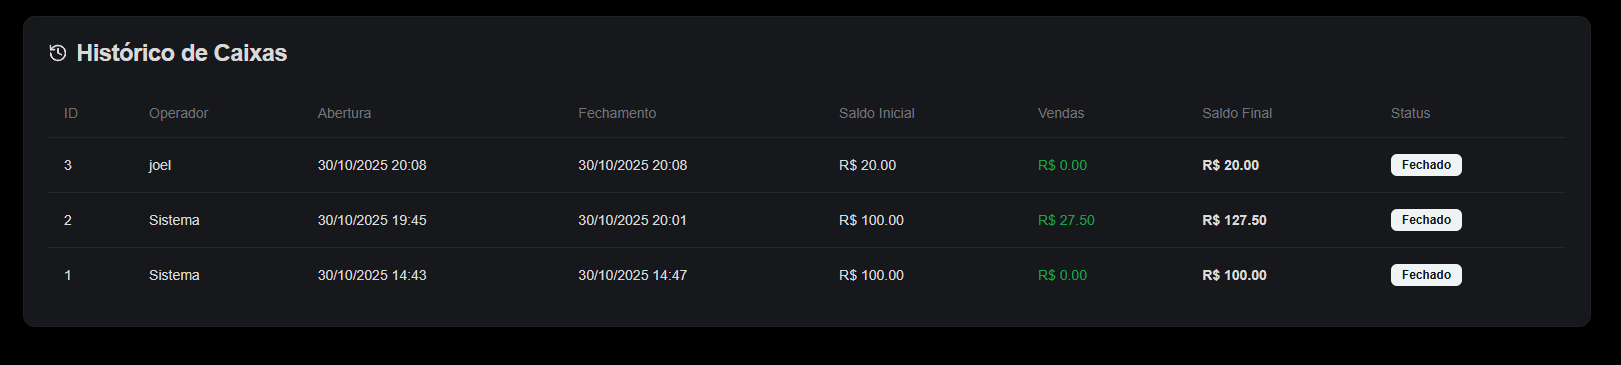 Histórico de Caixas
ID Operador Abertura Fechamento Saldo Inicial Vendas Saldo Final Status
3 joel 30/10/2025 20:08 30/10/2025 20:08 R$ 20.00 R$ 0.00 R$ 20.00 Fechado
2 Sistema 30/10/2025 19:45 30/10/2025 20:01 R$ 100.00 R$ 27.50 R$ 127.50 Fechado
1 Sistema 30/10/2025 14:43 30/10/2025 14:47 R$ 100.00 R$ 0.00 R$ 100.00 Fechado